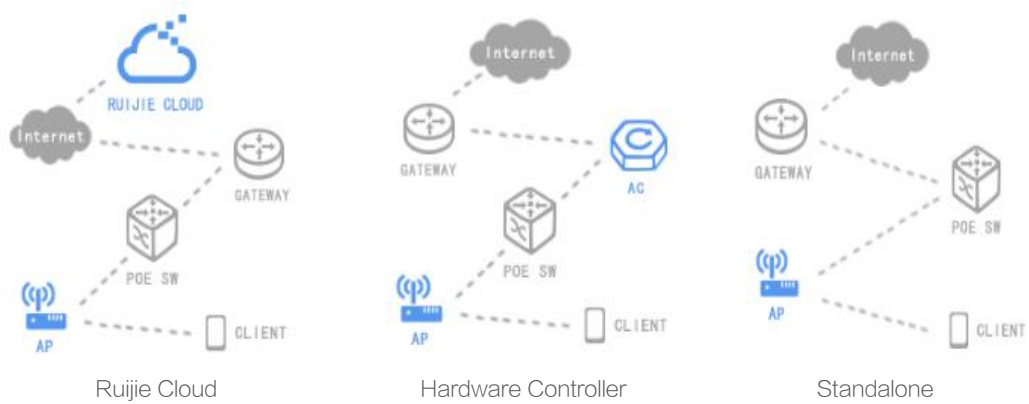 RUIJIE CLOUD
Internet
GATEWAY
POE SW
AP
CLIENT
Ruijie Cloud
Internet
GATEWAY
AC
POE SW
AP
CLIENT
Hardware Controller
Internet
GATEWAY
POE SW
AP
CLIENT
Standalone